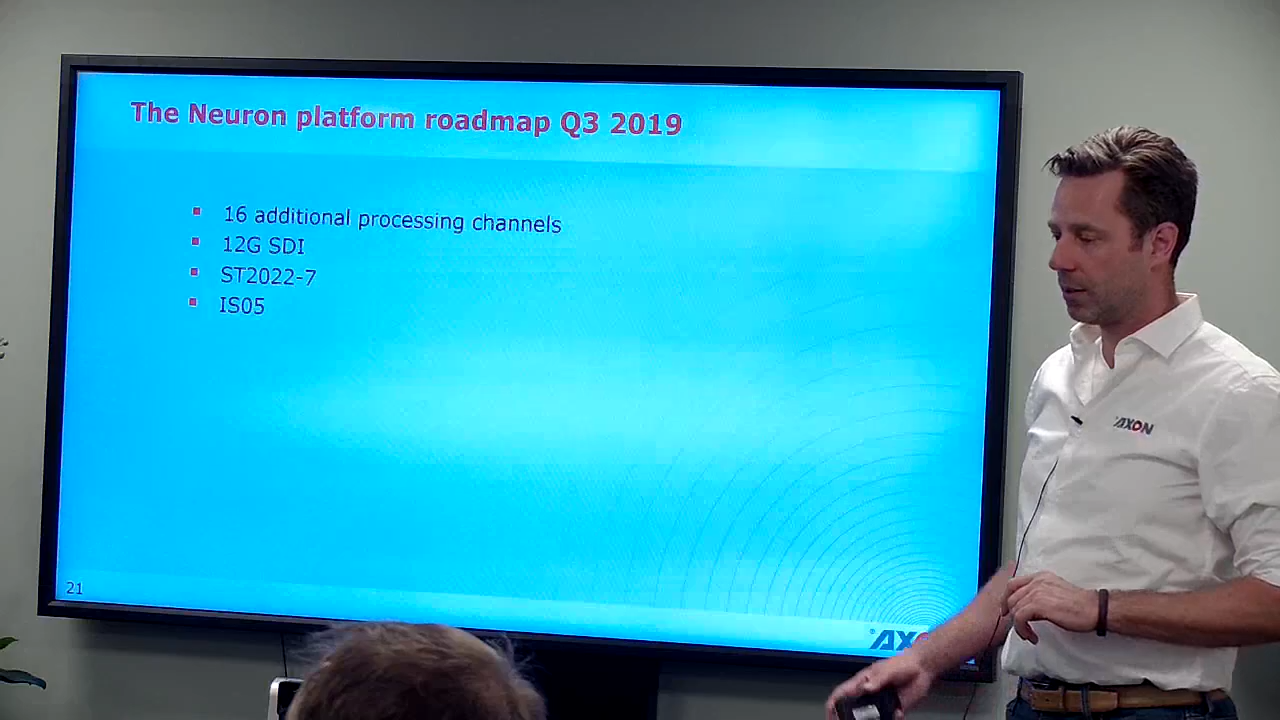 The Neuron platform roadmap Q3 2019
16 additional processing channels
12G SDI
ST2022-7
IS05
21
AXON